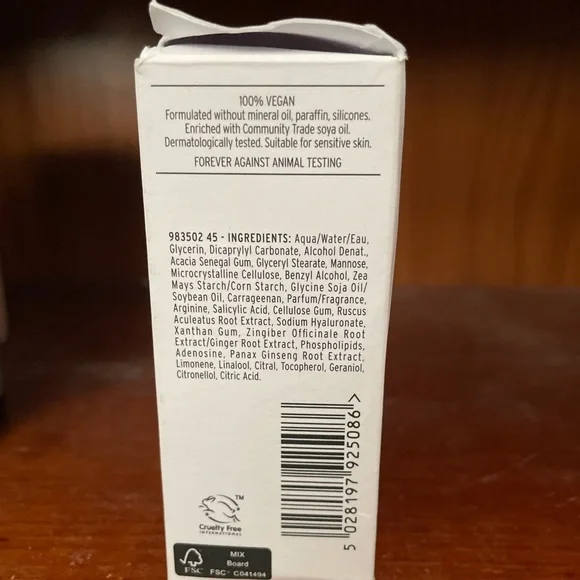 100% VEGAN
Formulated without mineral oil, paraffin, silicones.
Enriched with Community Trade soya oil.
Dermatologically tested. Suitable for sensitive skin.
FOREVER AGAINST ANIMAL TESTING
983502 45 - INGREDIENTS: Aqua/Water/Eau,
Glycerin, Dicaprylyl Carbonate, Alcohol Denat.,
Acacia Senegal Gum, Glyceryl Stearate, Mannose,
Microcrystalline Cellulose, Benzyl Alcohol, Zea
Mays Starch/Corn Starch, Glycine Soja Oil/
Soybean Oil, Carrageenan, Parfum/Fragrance,
Arginine, Salicylic Acid, Cellulose Gum, Ruscus
Aculeatus Root Extract, Sodium Hyaluronate,
Xanthan Gum, Zingiber Officinale Root
Extract/Ginger Root Extract, Phospholipids,
Adenosine, Panax Ginseng Root Extract,
Limonene, Linalool, Citral, Tocopherol, Geraniol,
Citronellol, Citric Acid.
5 028197 925086 >
TM
Cruelty Free
INTERNATIONAL
MIX
Board
FSC™ C041494
FSC